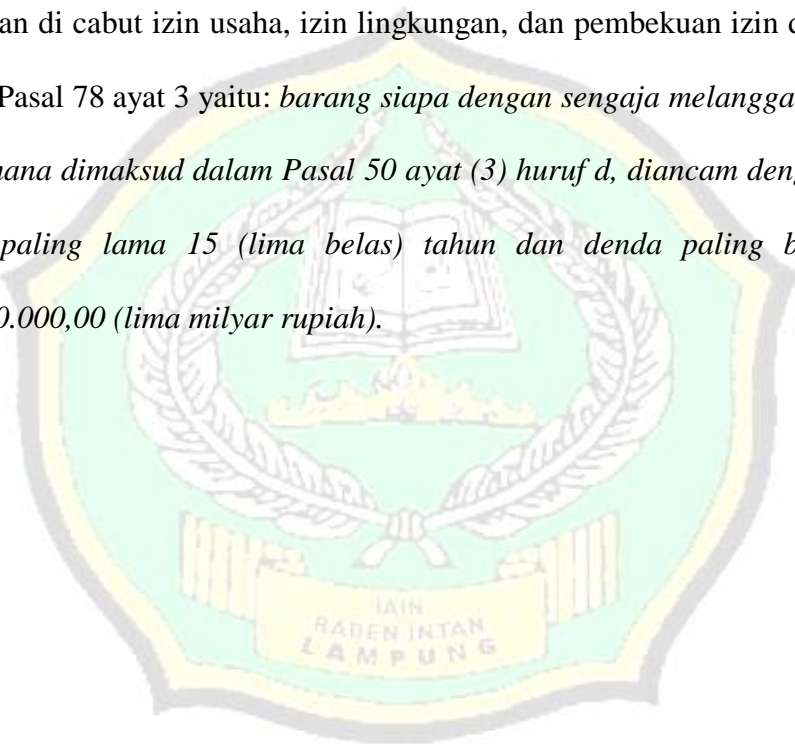 an di cabut izin usaha, izin lingkungan, dan pembekuan izin
Pasal 78 ayat 3 yaitu: barang siapa dengan sengaja melangga
mana dimaksud dalam Pasal 50 ayat (3) huruf d, diancam den
paling lama 15 (lima belas) tahun dan denda paling b
0.000,00 (lima milyar rupiah).
IAIN
RADEN INTAN
LAMPUNG